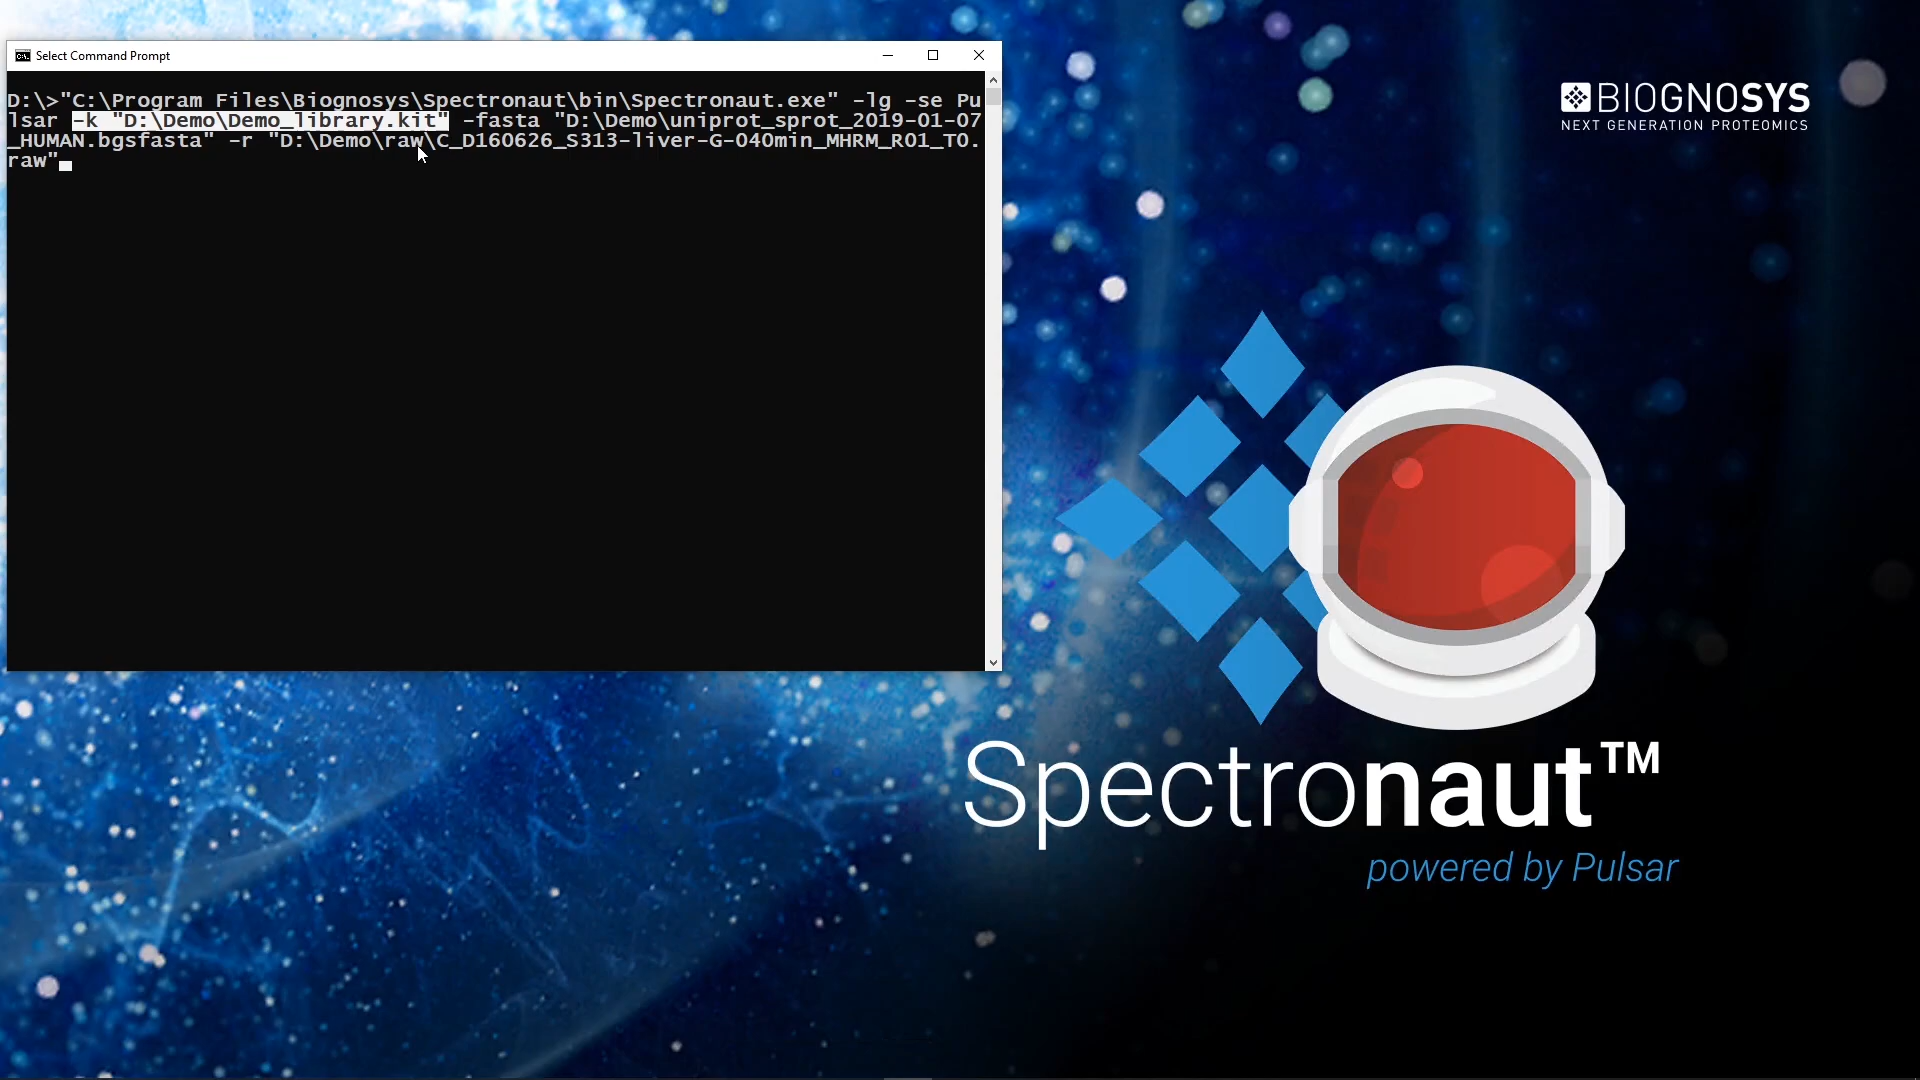 Select Command Prompt
D:\>"C:\Program Files\Biognosys\Spectronaut\bin\Spectronaut.exe" -lg -se Pu
lsar -k "D:\Demo\Demo_library.kit" -fasta "D:\Demo\uniprot_sprot_2019-01-07
_HUMAN.bgsfasta" -r "D:\Demo\raw\C_D160626_S313-liver-G-040min_MHRM_R01_T0.
raw"
BIOGNOSYS
NEXT GENERATION PROTEOMICS
Spectronaut™
powered by Pulsar